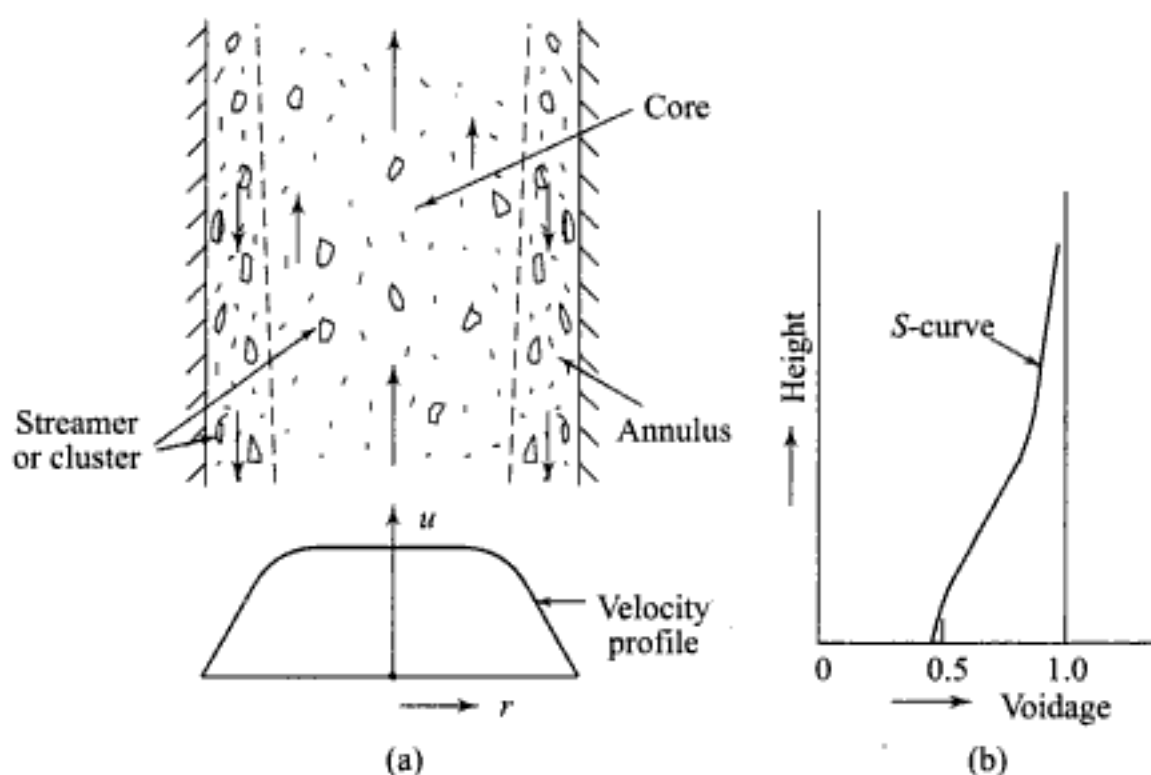 Core
Streamer
or cluster
Annulus
u
Velocity
profile
r
(a)
S-curve
Height
0
0.5
1.0
Voidage
(b)